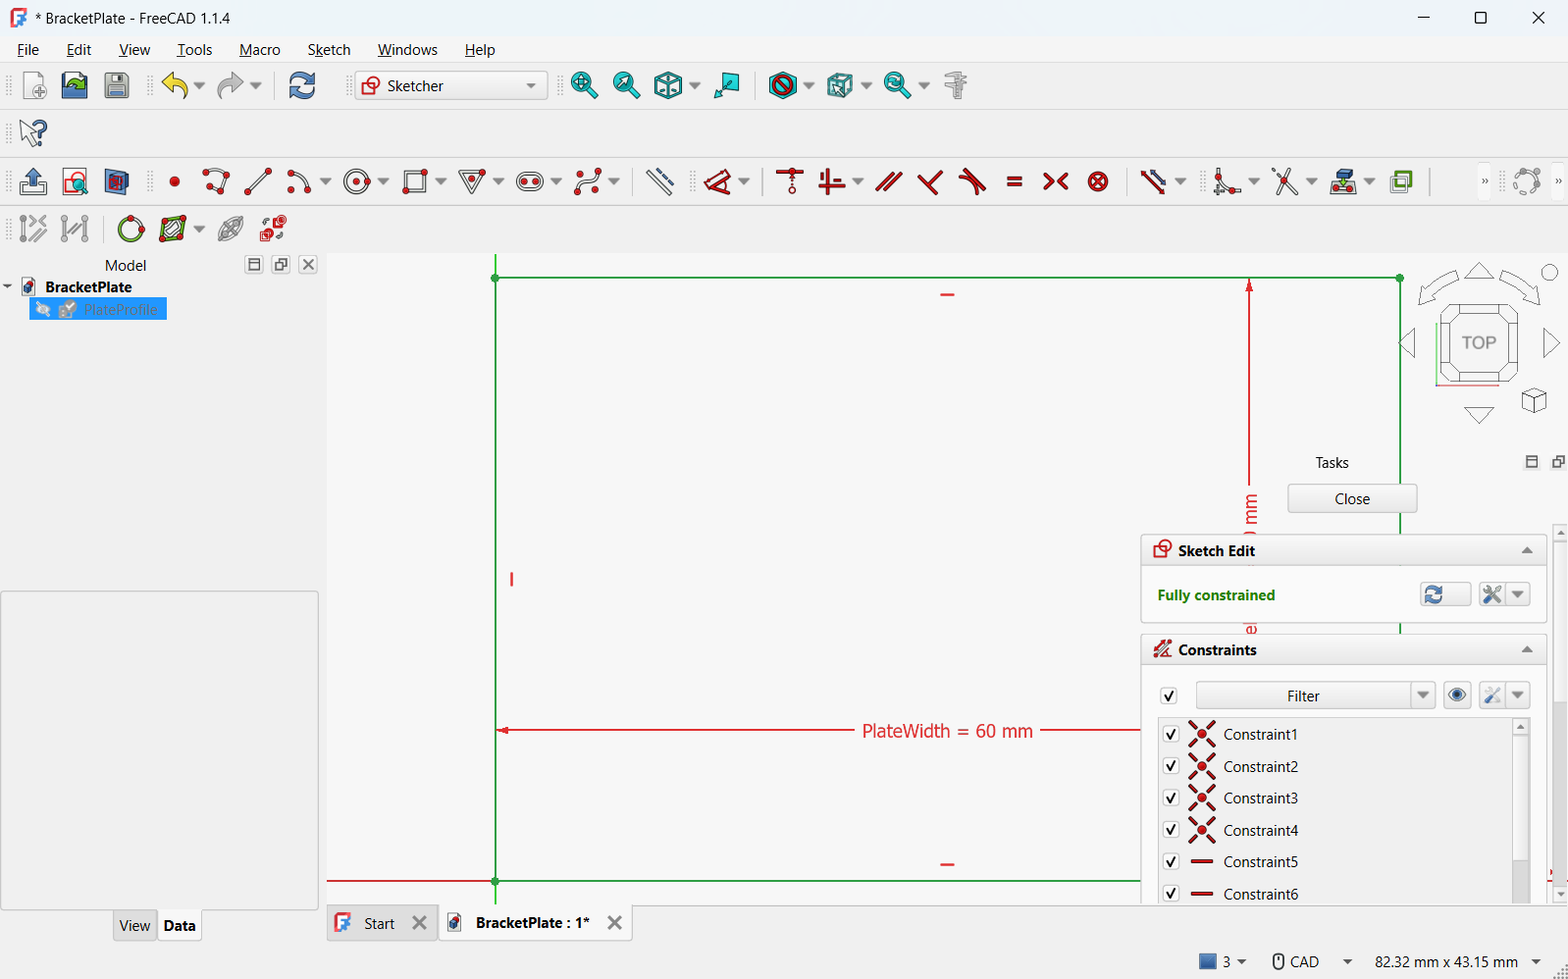 * BracketPlate - FreeCAD 1.1.4
File Edit View Tools Macro Sketch Windows Help
Sketcher
Model
BracketPlate
PlateProfile
TOP
Tasks
Close
mm
Sketch Edit
Fully constrained
Constraints
Filter
PlateWidth = 60 mm
Constraint1
Constraint2
Constraint3
Constraint4
Constraint5
Constraint6
View Data
Start
BracketPlate : 1*
3
CAD
82.32 mm x 43.15 mm